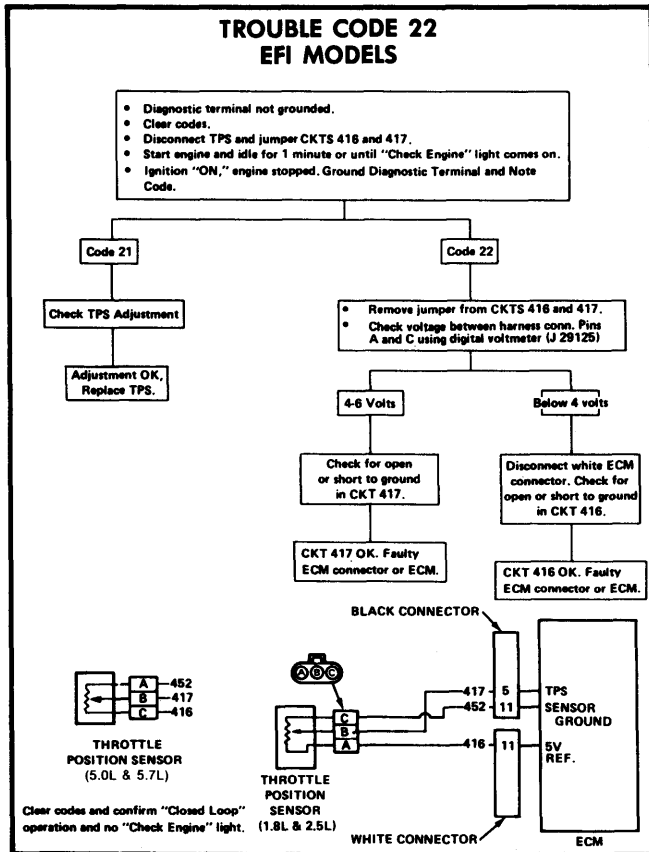 TROUBLE CODE 22
EFI MODELS
• Diagnostic terminal not grounded.
• Clear codes.
• Disconnect TPS and jumper CKTS 416 and 417.
• Start engine and idle for 1 minute or until "Check Engine" light comes on.
• Ignition "ON," engine stopped. Ground Diagnostic Terminal and Note
Code.
Code 21
Code 22
Check TPS Adjustment
• Remove jumper from CKTS 416 and 417.
• Check voltage between harness conn. Pins
A and C using digital voltmeter (J 29125)
Adjustment OK,
Replace TPS.
4-6 Volts
Below 4 volts
Check for open
or short to ground
in CKT 417.
Disconnect white ECM
connector. Check for
open or short to ground
in CKT 416.
CKT 417 OK. Faulty
ECM connector or ECM.
CKT 416 OK. Faulty
ECM connector or ECM.
BLACK CONNECTOR
A B C
A 452
B 417
C 416
THROTTLE
POSITION SENSOR
(5.0L & 5.7L)
C
B
A
417 5 TPS
452 11 SENSOR
GROUND
416 11 5V
REF.
THROTTLE
POSITION
SENSOR
(1.8L & 2.5L)
Clear codes and confirm "Closed Loop"
operation and no "Check Engine" light.
WHITE CONNECTOR
ECM